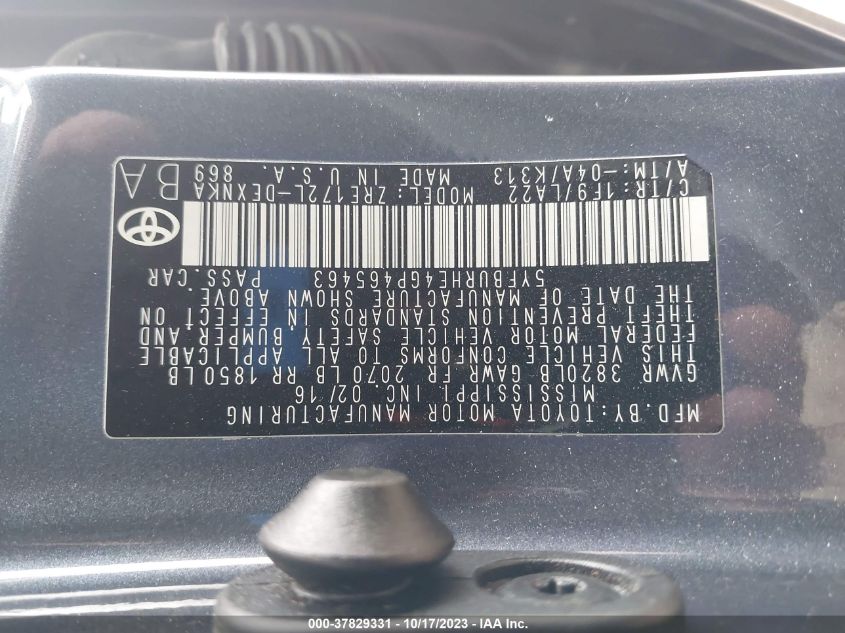 MFD.BY:TOYOTA MOTOR MANUFACTURING
MISSISSIPPI INC. 02/16
GVWR 3820LB GAWR FR 2070LB RR 1850LB
THIS VEHICLE CONFORMS TO ALL APPLICABLE
FEDERAL MOTOR VEHICLE SAFETY, BUMPER AND
THEFT PREVENTION STANDARDS IN EFFECT ON
THE DATE OF MANUFACTURE SHOWN ABOVE.
5YFBURHE4GP465463 PASS.CAR
C/TR:1F9/LA22 MODEL:ZRE172L-DEXNKA
A/TM:-04A/K313 MADE IN U.S.A. 869
BA
000-37829331 - 10/17/2023 - IAA Inc.